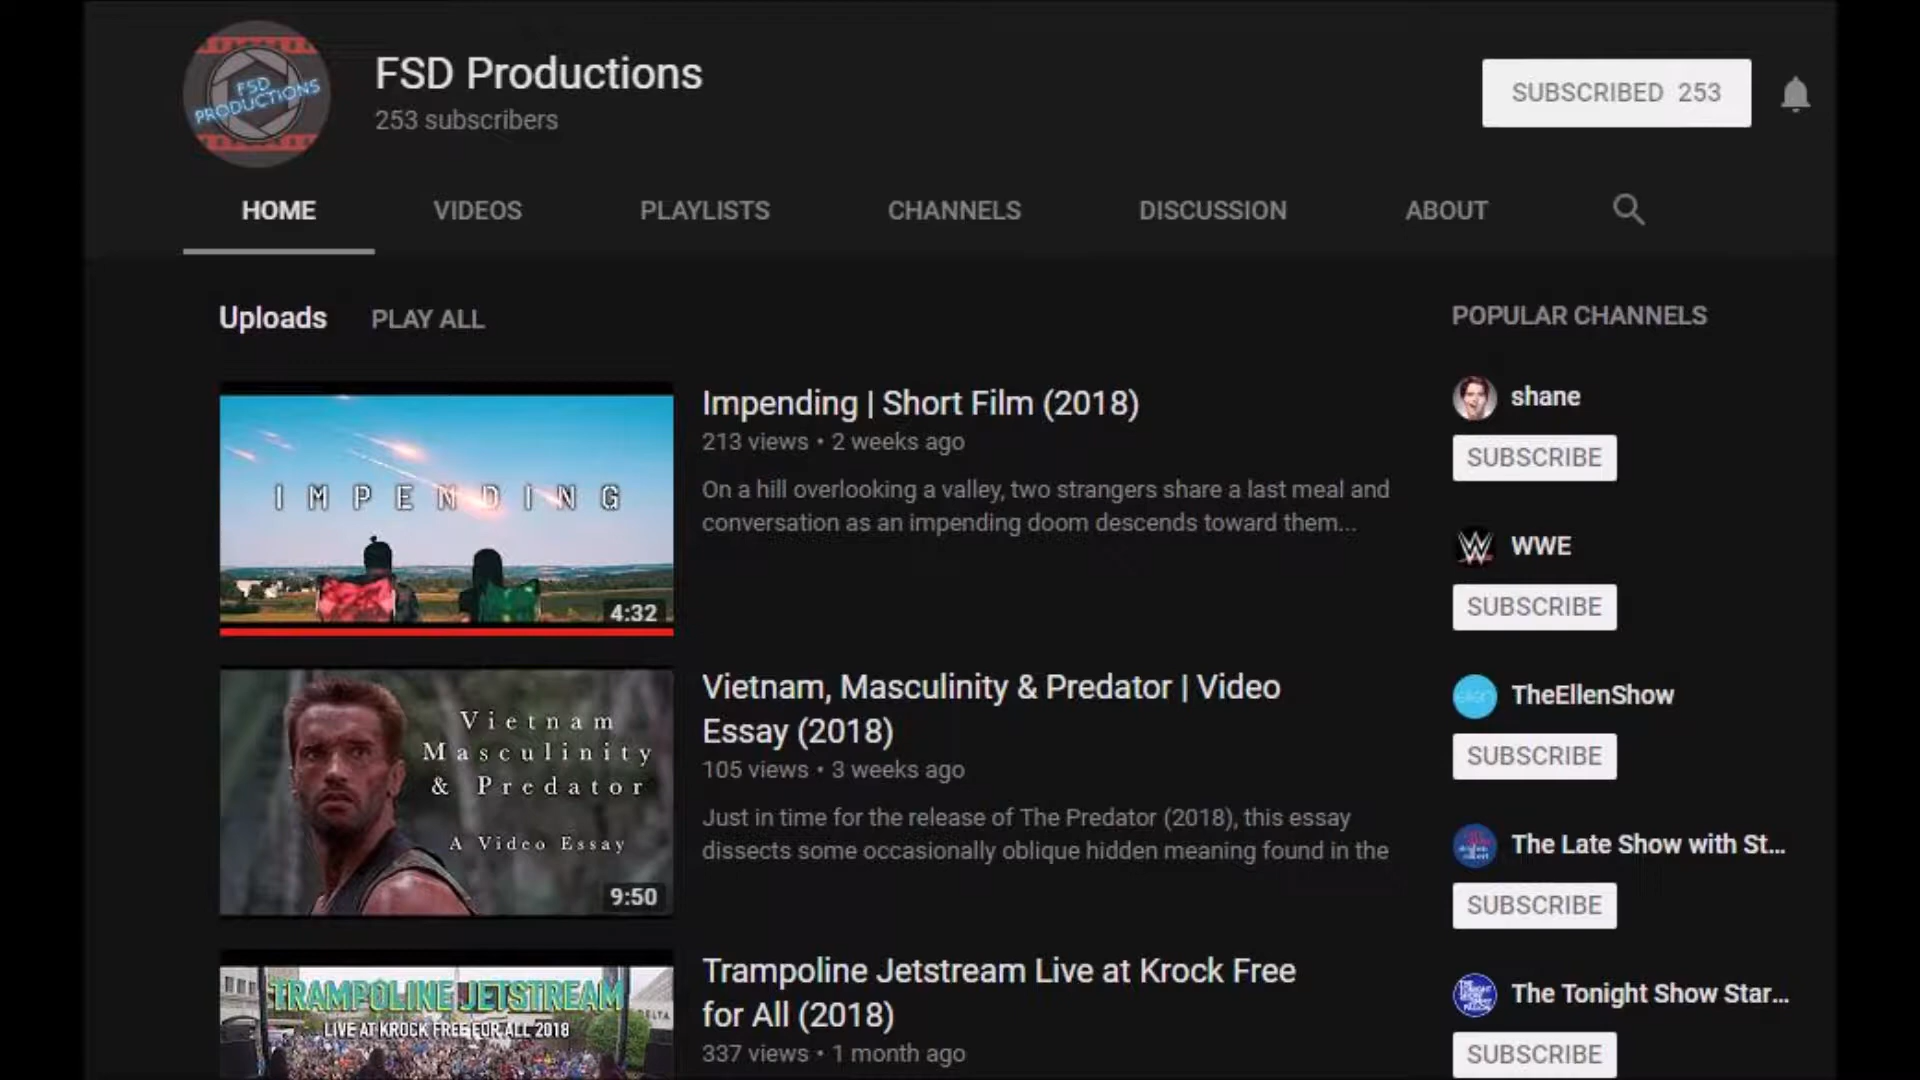 FSD
PRODUCTIONS
FSD Productions
253 subscribers
SUBSCRIBED 253
HOME
VIDEOS
PLAYLISTS
CHANNELS
DISCUSSION
ABOUT
Uploads
PLAY ALL
IMPENDING
4:32
Impending | Short Film (2018)
213 views • 2 weeks ago
On a hill overlooking a valley, two strangers share a last meal and
conversation as an impending doom descends toward them...
Vietnam
Masculinity
& Predator
A Video Essay
9:50
Vietnam, Masculinity & Predator | Video
Essay (2018)
105 views • 3 weeks ago
Just in time for the release of The Predator (2018), this essay
dissects some occasionally oblique hidden meaning found in the
TRAMPOLINE JETSTREAM
LIVE AT KROCK FREE FOR ALL 2018
Trampoline Jetstream Live at Krock Free
for All (2018)
337 views • 1 month ago
POPULAR CHANNELS
shane
SUBSCRIBE
WWE
SUBSCRIBE
TheEllenShow
SUBSCRIBE
The Late Show with St...
SUBSCRIBE
The Tonight Show Star...
SUBSCRIBE